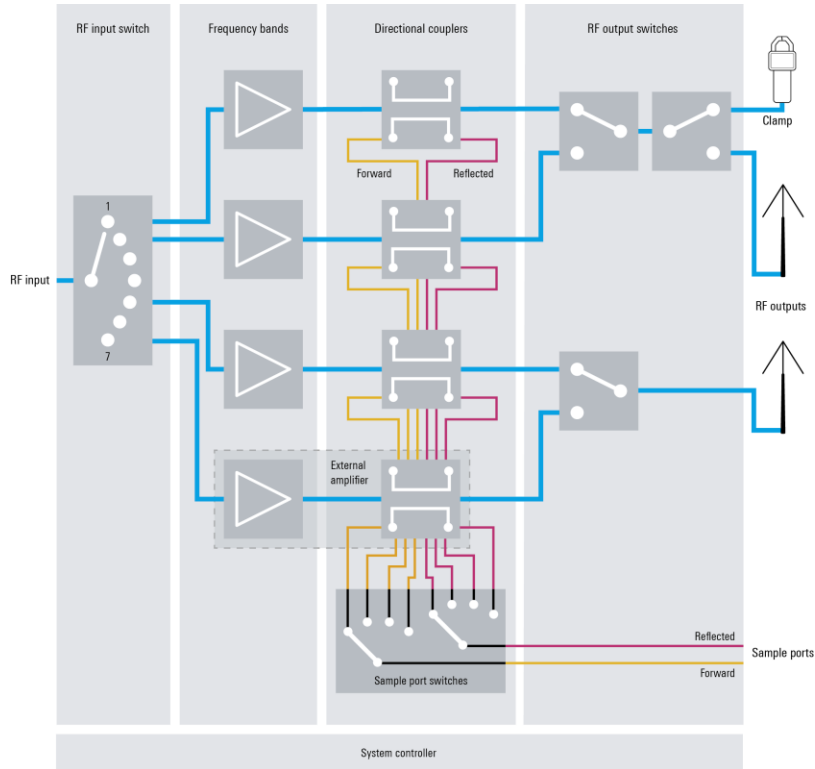 RF input switch
Frequency bands
Directional couplers
RF output switches
Clamp
Forward
Reflected
1
RF input
7
RF outputs
External
amplifier
Reflected
Sample ports
Forward
Sample port switches
System controller